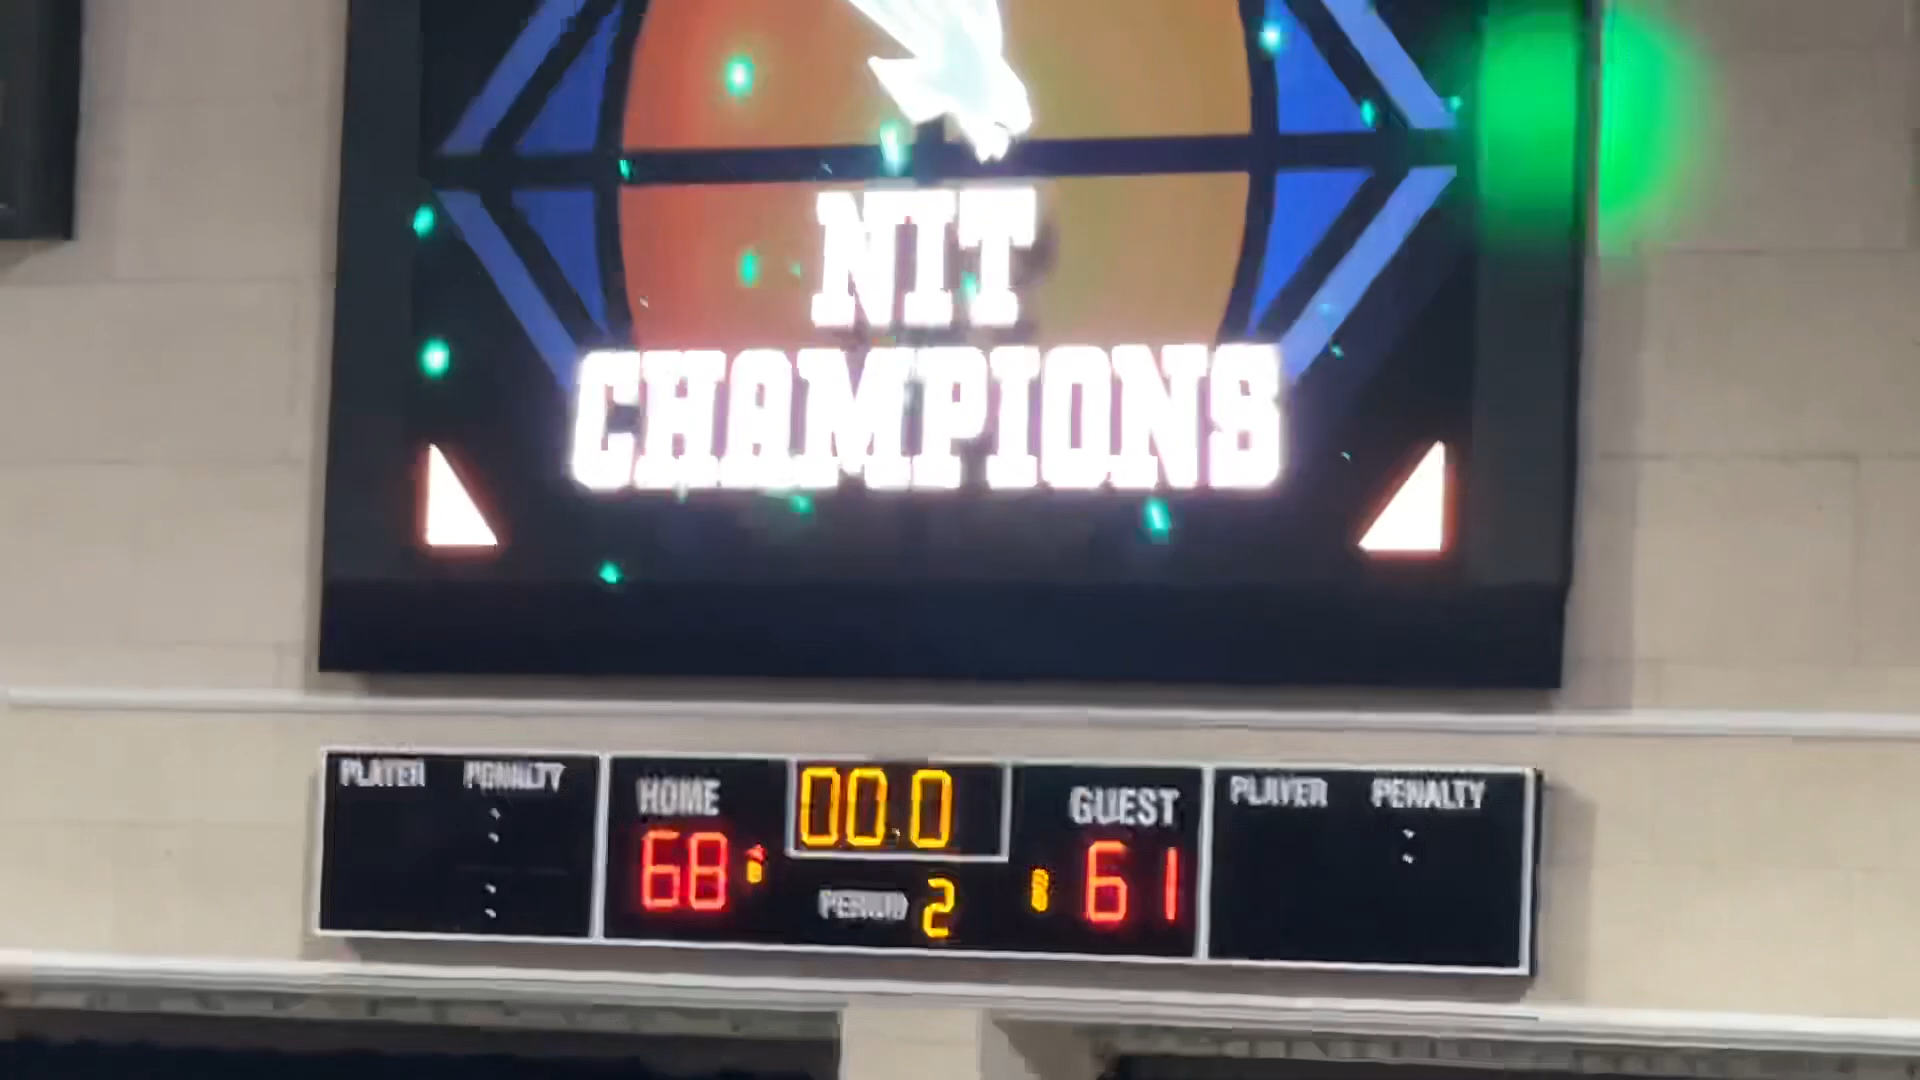 NIT
CHAMPIONS
PLAYER PENALTY
HOME
00.0
GUEST
PLAYER PENALTY
68
PERIOD 2
61